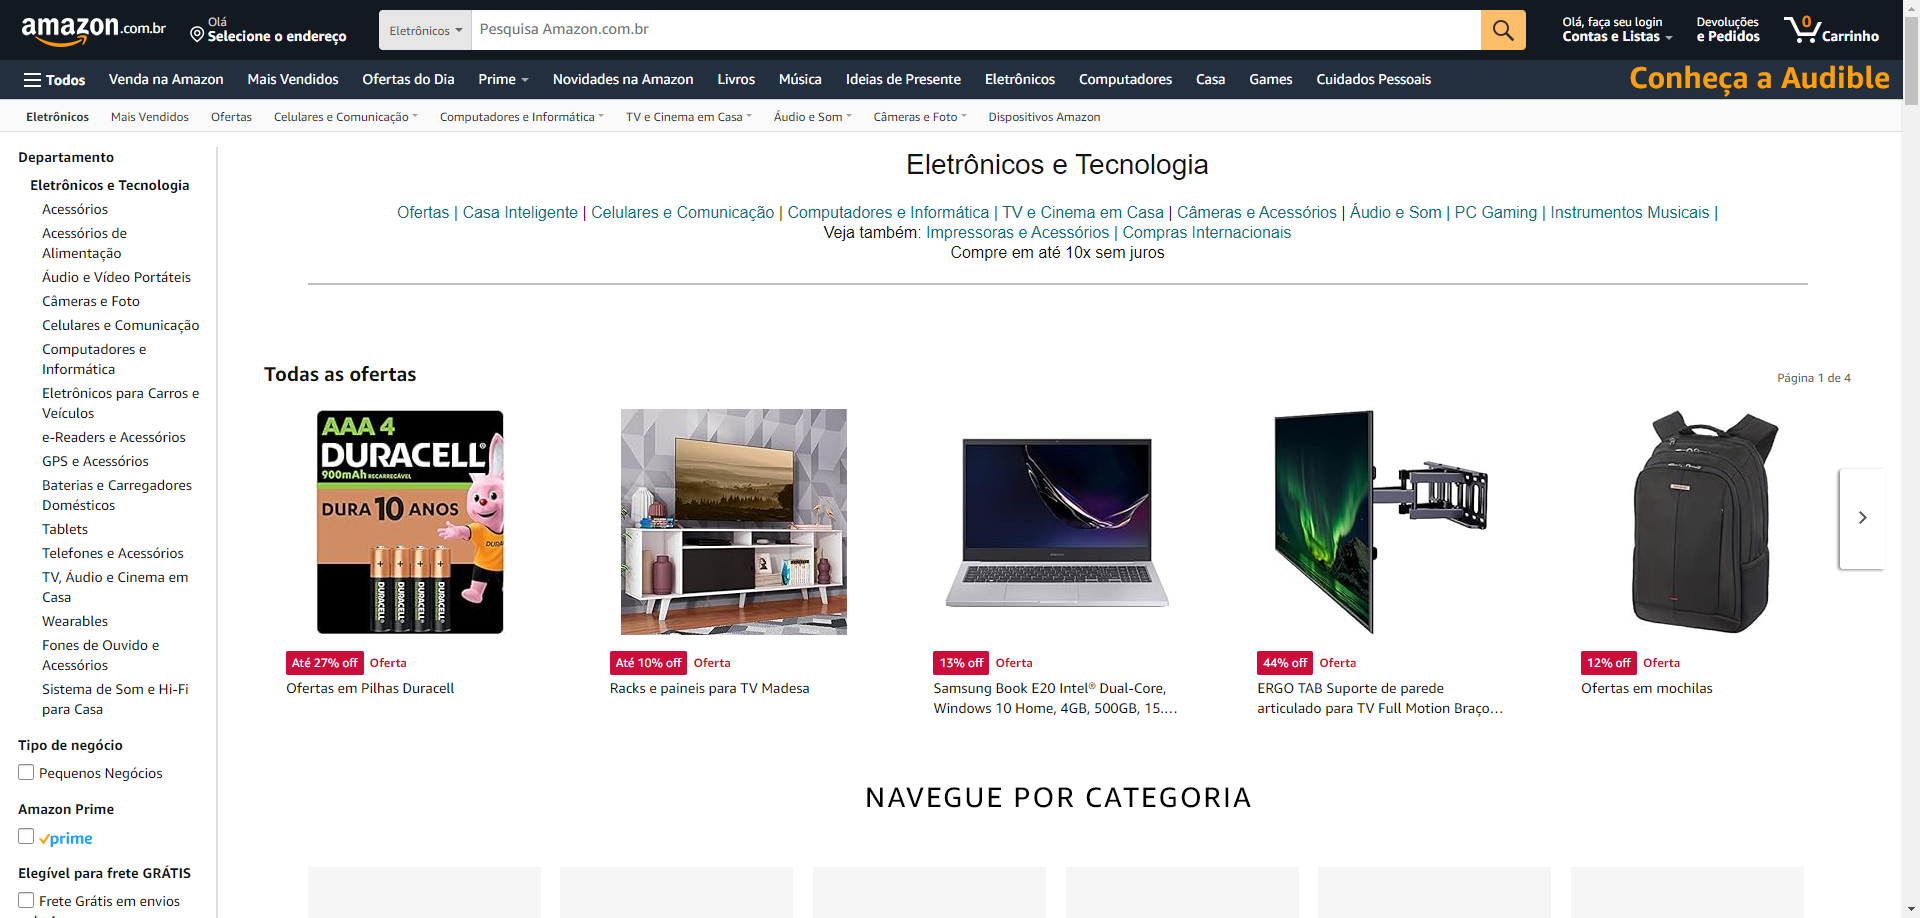 amazon.com.br
Olá
Selecione o endereço
Eletrônicos
Pesquisa Amazon.com.br
Olá, faça seu login
Contas e Listas
Devoluções
e Pedidos
0
Carrinho
Todos
Venda na Amazon
Mais Vendidos
Ofertas do Dia
Prime
Novidades na Amazon
Livros
Música
Ideias de Presente
Eletrônicos
Computadores
Casa
Games
Cuidados Pessoais
Conheça a Audible
Eletrônicos
Mais Vendidos
Ofertas
Celulares e Comunicação
Computadores e Informática
TV e Cinema em Casa
Áudio e Som
Câmeras e Foto
Dispositivos Amazon
Departamento
Eletrônicos e Tecnologia
Acessórios
Acessórios de
Alimentação
Áudio e Vídeo Portáteis
Câmeras e Foto
Celulares e Comunicação
Computadores e
Informática
Eletrônicos para Carros e
Veículos
e-Readers e Acessórios
GPS e Acessórios
Baterias e Carregadores
Domésticos
Tablets
Telefones e Acessórios
TV, Áudio e Cinema em
Casa
Wearables
Fones de Ouvido e
Acessórios
Sistema de Som e Hi-Fi
para Casa
Tipo de negócio
Pequenos Negócios
Amazon Prime
prime
Elegível para frete GRÁTIS
Frete Grátis em envios
Eletrônicos e Tecnologia
Ofertas | Casa Inteligente | Celulares e Comunicação | Computadores e Informática | TV e Cinema em Casa | Câmeras e Acessórios | Áudio e Som | PC Gaming | Instrumentos Musicais |
Veja também: Impressoras e Acessórios | Compras Internacionais
Compre em até 10x sem juros
Todas as ofertas
Página 1 de 4
AAA 4
DURACELL
900mAh RECARREGÁVEL
DURA 10 ANOS
DURACELL DURACELL DURACELL DURACELL
Até 27% off Oferta
Ofertas em Pilhas Duracell
Até 10% off Oferta
Racks e paineis para TV Madesa
13% off Oferta
Samsung Book E20 Intel® Dual-Core,
Windows 10 Home, 4GB, 500GB, 15....
44% off Oferta
ERGO TAB Suporte de parede
articulado para TV Full Motion Braço...
12% off Oferta
Ofertas em mochilas
NAVEGUE POR CATEGORIA